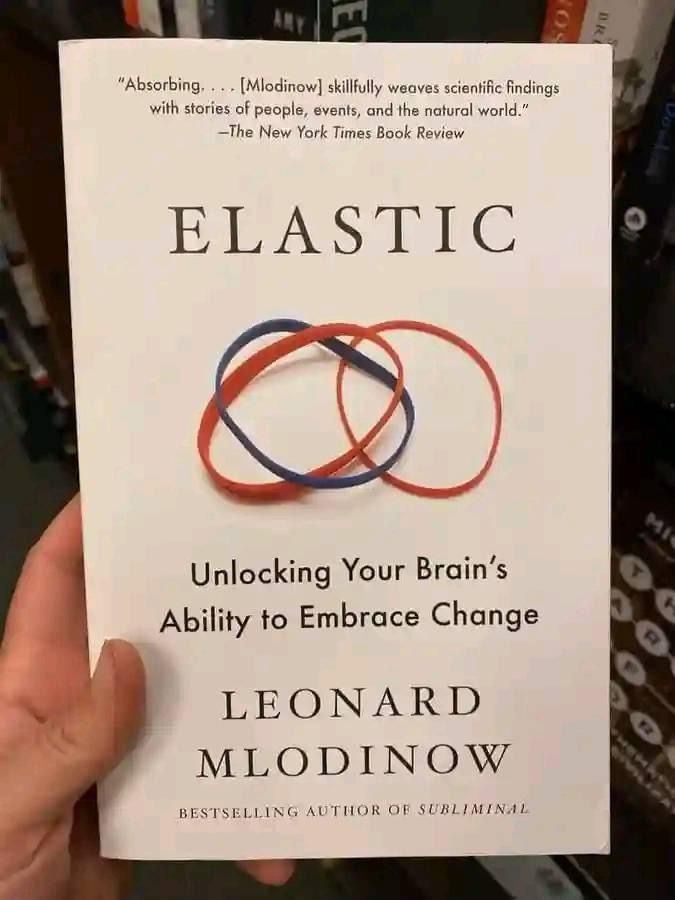 AMY
"Absorbing. . . . [Mlodinow] skillfully weaves scientific findings
with stories of people, events, and the natural world."
—The New York Times Book Review
ELASTIC
Unlocking Your Brain's
Ability to Embrace Change
LEONARD
MLODINOW
BESTSELLING AUTHOR OF SUBLIMINAL